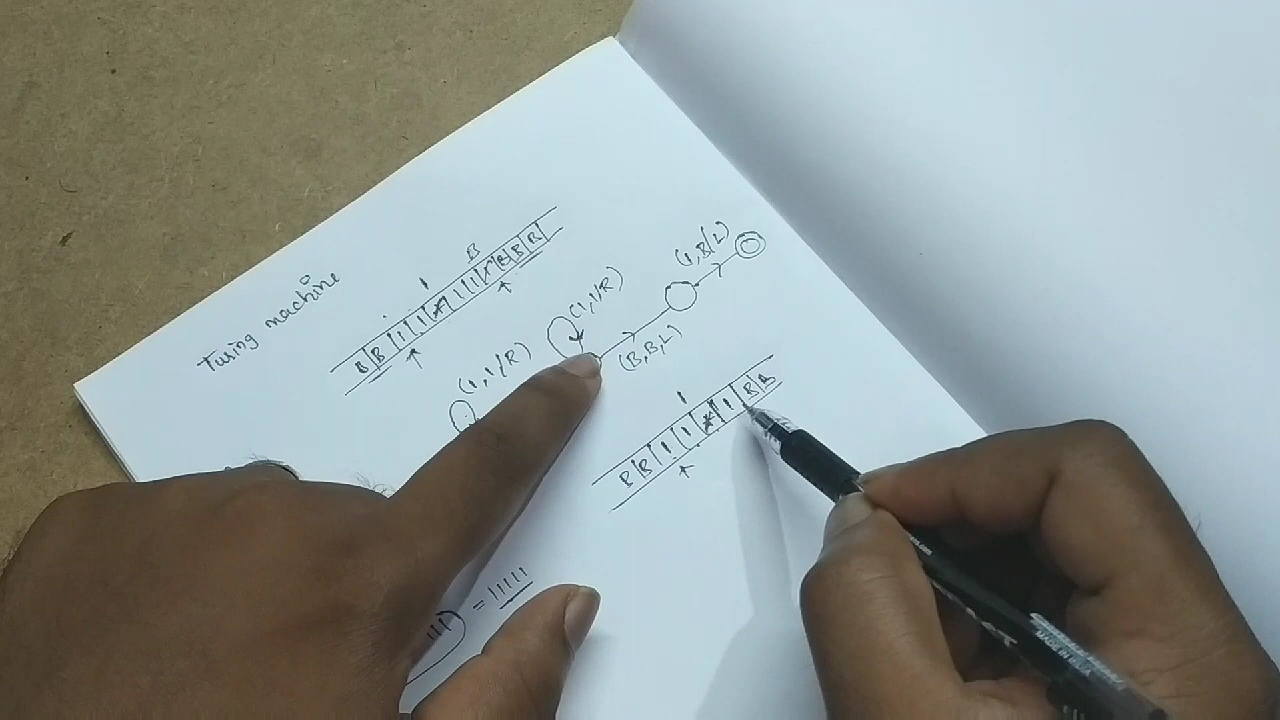 Turing machine
B
1
B B 1 1 1 1 B B B
(1,1/R)
(1,1/R)
(B,B,L)
(1,B/L)
1
B B 1 1 1 B B
= 11111